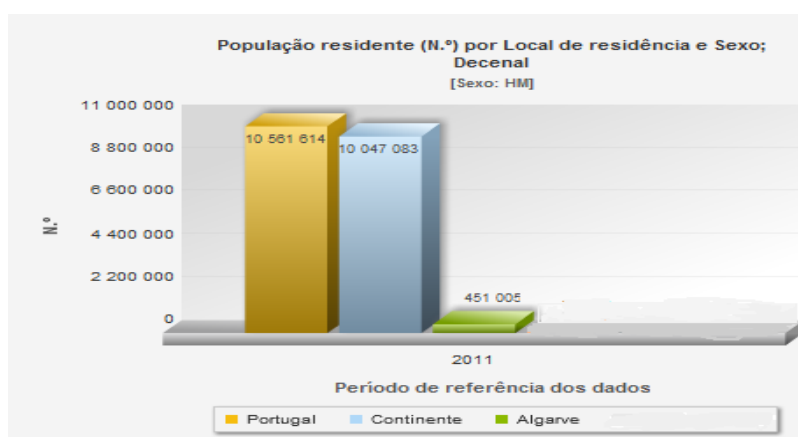 População residente (N.º) por Local de residência e Sexo;
Decenal
[Sexo: HM]
11 000 000
8 800 000
6 600 000
4 400 000
2 200 000
0
N.º
10 561 614
10 047 083
451 005
2011
Período de referência dos dados
Portugal Continente Algarve